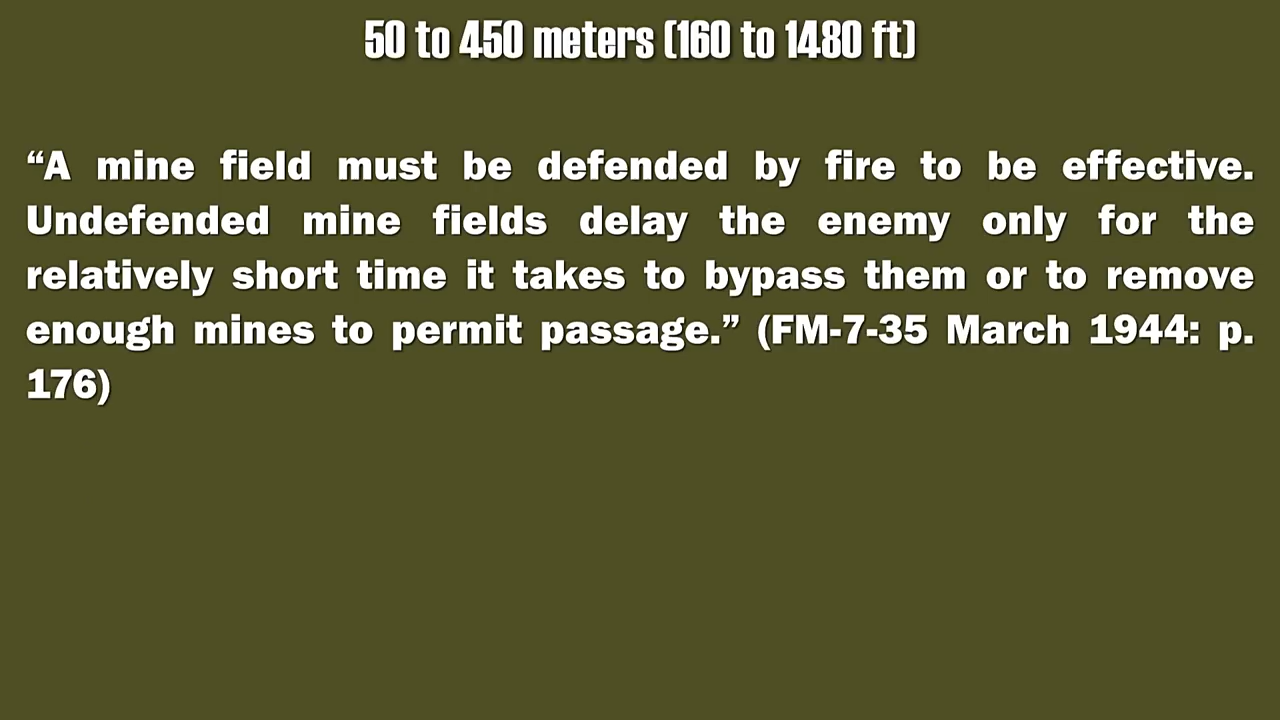 50 to 450 meters (160 to 1480 ft)
“A mine field must be defended by fire to be effective.
Undefended mine fields delay the enemy only for the
relatively short time it takes to bypass them or to remove
enough mines to permit passage.” (FM-7-35 March 1944: p.
176)